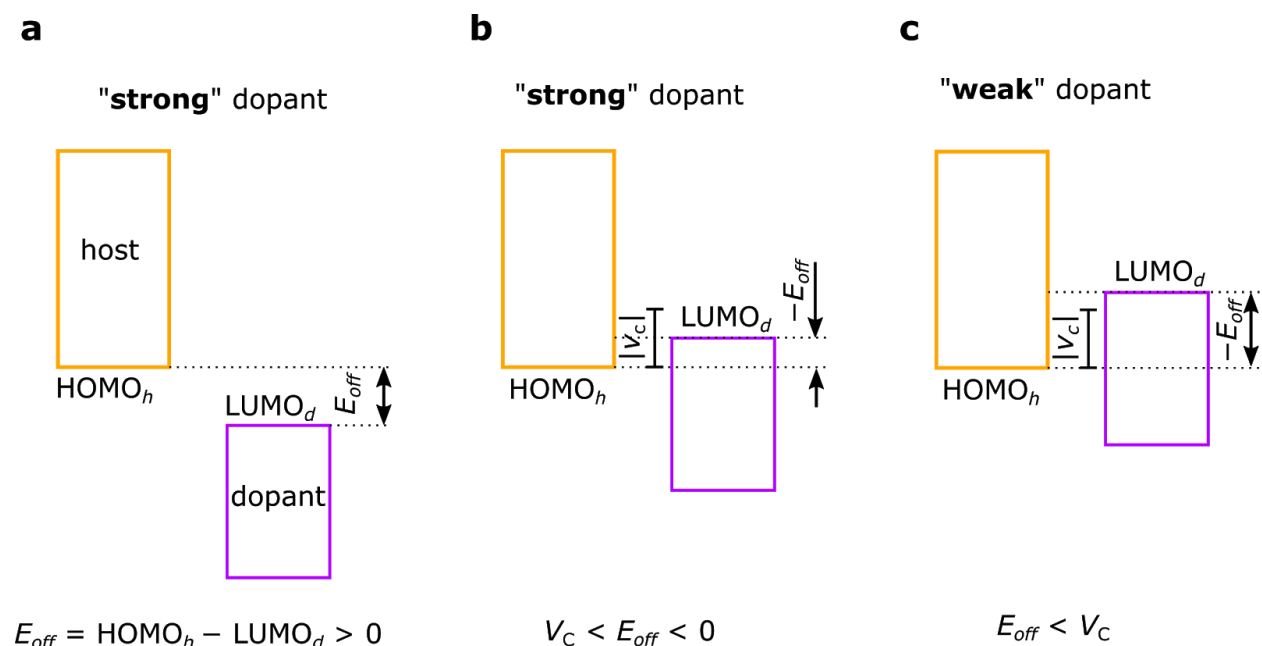 a
"strong" dopant
host
HOMOh
LUMOd
Eoff
dopant
Eoff = HOMOh − LUMOd > 0
b
"strong" dopant
|vc|
LUMOd
−Eoff
HOMOh
VC < Eoff < 0
c
"weak" dopant
LUMOd
|vc|
−Eoff
HOMOh
Eoff < VC